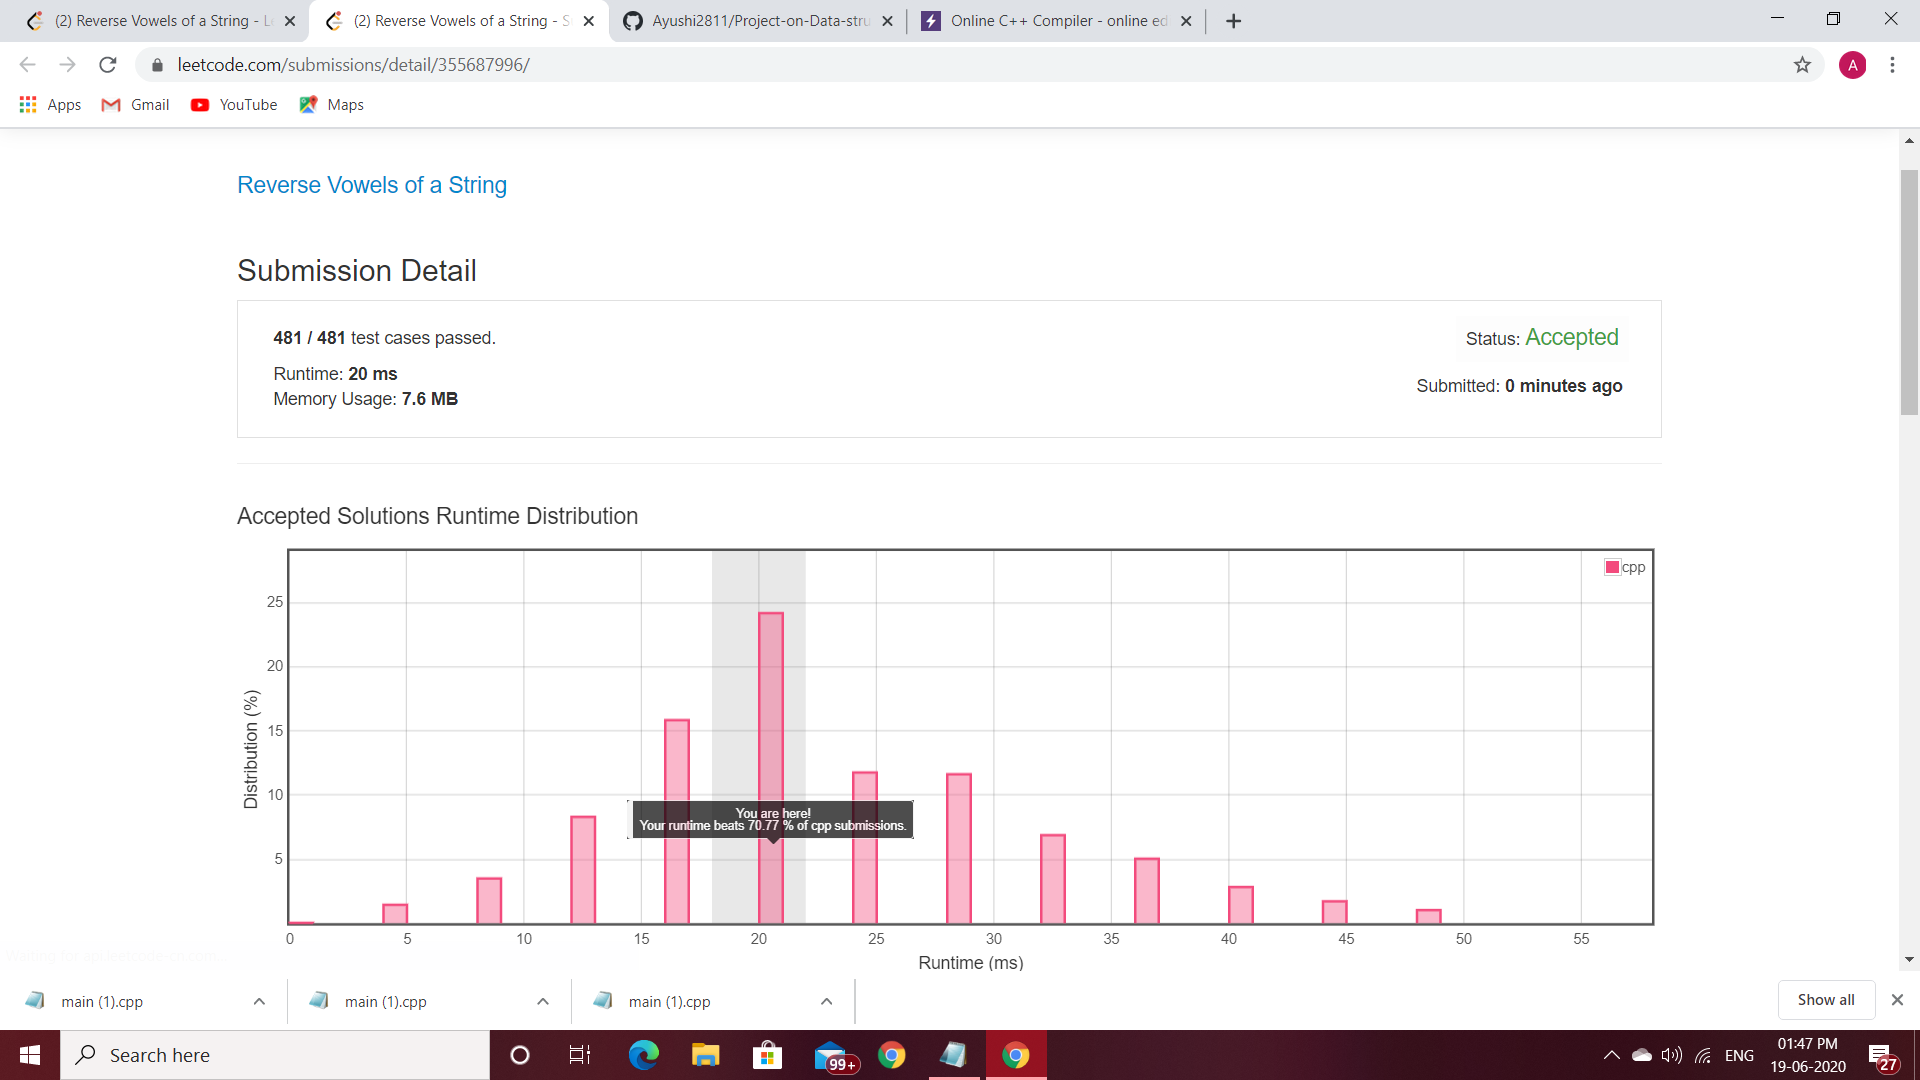 (2) Reverse Vowels of a String - Le
(2) Reverse Vowels of a String - S
Ayushi2811/Project-on-Data-stru
Online C++ Compiler - online ed
leetcode.com/submissions/detail/355687996/
A
Apps
Gmail
YouTube
Maps
Reverse Vowels of a String
Submission Detail
481 / 481 test cases passed.
Status: Accepted
Runtime: 20 ms
Submitted: 0 minutes ago
Memory Usage: 7.6 MB
Accepted Solutions Runtime Distribution
cpp
25
20
15
10
5
Distribution (%)
You are here!
Your runtime beats 70.77 % of cpp submissions.
0 5 10 15 20 25 30 35 40 45 50 55
Runtime (ms)
main (1).cpp
main (1).cpp
main (1).cpp
Show all
Search here
99+
ENG
01:47 PM
19-06-2020
27